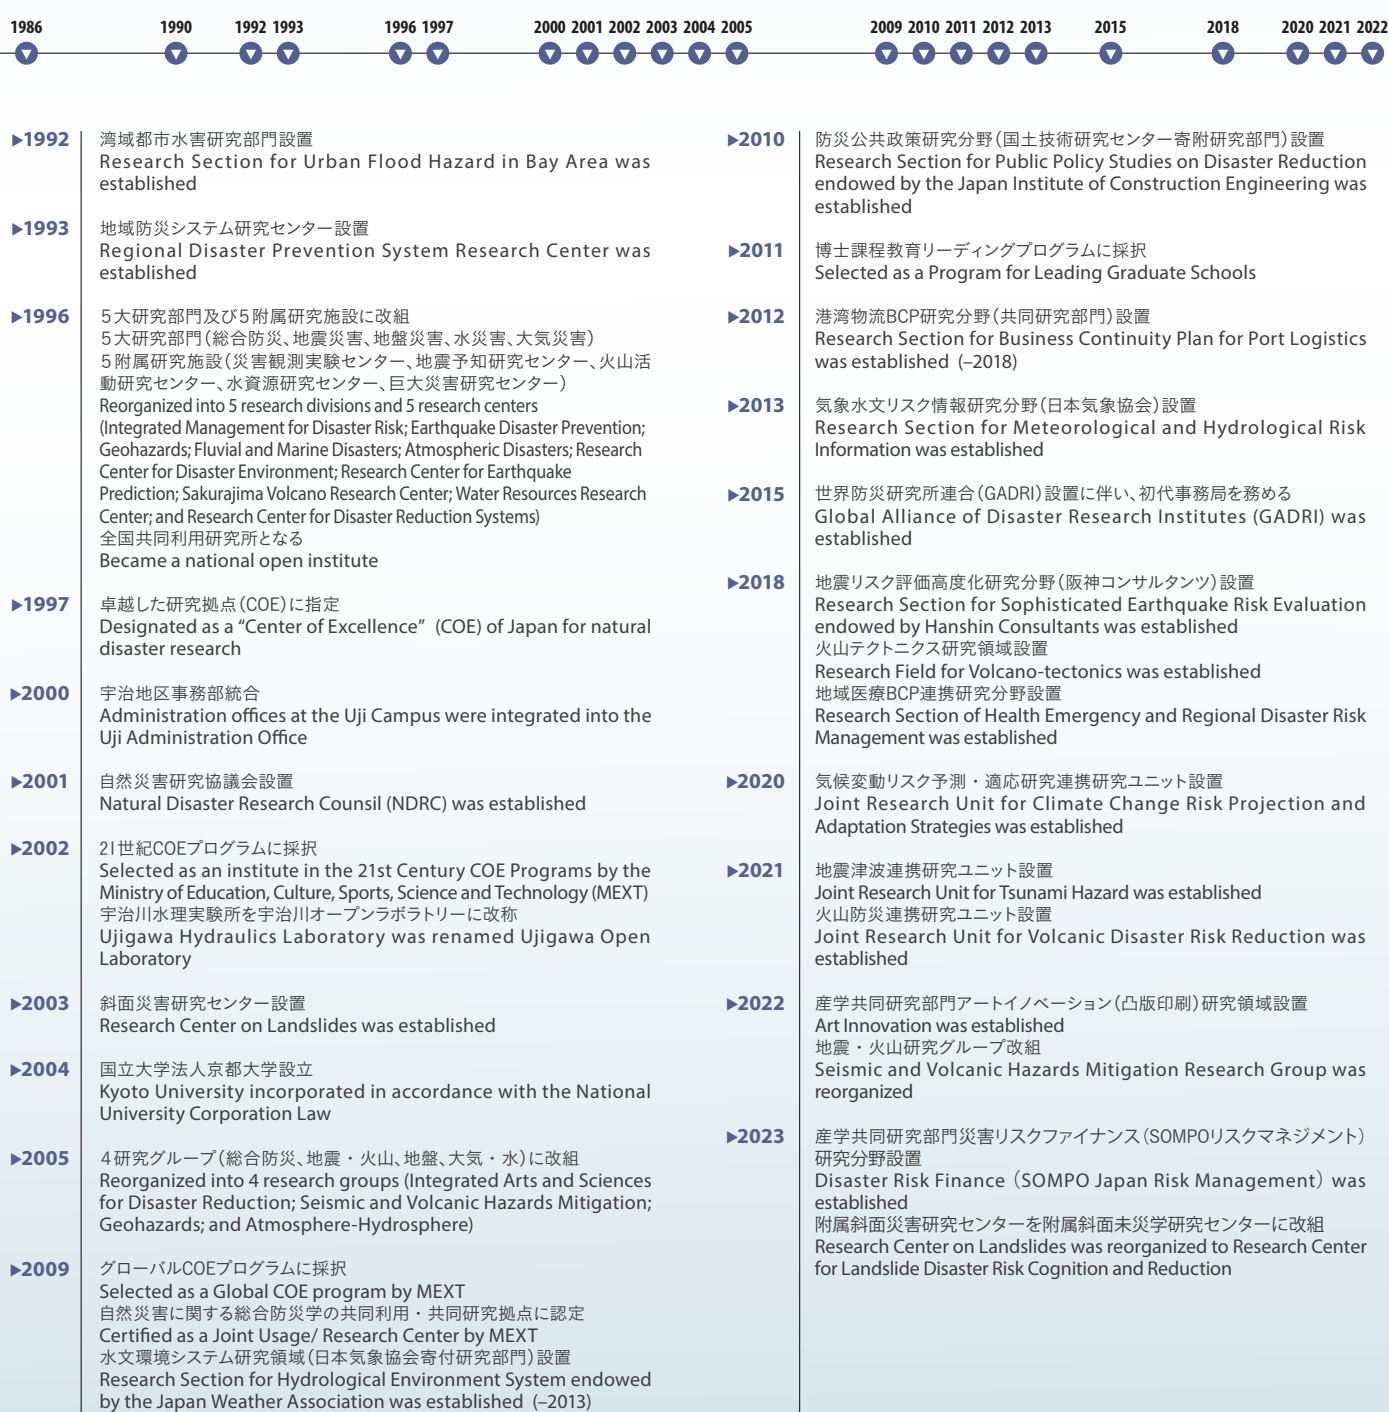 1986 1990 1992 1993 1996 1997 2000 2001 2002 2003 2004 2005 2009 2010 2011 2012 2013 2015 2018 2020 2021 2022
▶1992 湾域都市水害研究部門設置
Research Section for Urban Flood Hazard in Bay Area was
established
▶1993 地域防災システム研究センター設置
Regional Disaster Prevention System Research Center was
established
▶1996 5大研究部門及び5附属研究施設に改組
5大研究部門(総合防災、地震災害、地盤災害、水災害、大気災害)
5附属研究施設(災害観測実験センター、地震予知研究センター、火山活
動研究センター、水資源研究センター、巨大災害研究センター)
Reorganized into 5 research divisions and 5 research centers
(Integrated Management for Disaster Risk; Earthquake Disaster Prevention;
Geohazards; Fluvial and Marine Disasters; Atmospheric Disasters; Research
Center for Disaster Environment; Research Center for Earthquake
Prediction; Sakurajima Volcano Research Center; Water Resources Research
Center; and Research Center for Disaster Reduction Systems)
全国共同利用研究所となる
Became a national open institute
▶1997 卓越した研究拠点(COE)に指定
Designated as a "Center of Excellence" (COE) of Japan for natural
disaster research
▶2000 宇治地区事務部統合
Administration offices at the Uji Campus were integrated into the
Uji Administration Office
▶2001 自然災害研究協議会設置
Natural Disaster Research Counsil (NDRC) was established
▶2002 21世紀COEプログラムに採択
Selected as an institute in the 21st Century COE Programs by the
Ministry of Education, Culture, Sports, Science and Technology (MEXT)
宇治川水理実験所を宇治川オープンラボラトリーに改称
Ujigawa Hydraulics Laboratory was renamed Ujigawa Open
Laboratory
▶2003 斜面災害研究センター設置
Research Center on Landslides was established
▶2004 国立大学法人京都大学設立
Kyoto University incorporated in accordance with the National
University Corporation Law
▶2005 4研究グループ(総合防災、地震・火山、地盤、大気・水)に改組
Reorganized into 4 research groups (Integrated Arts and Sciences
for Disaster Reduction; Seismic and Volcanic Hazards Mitigation;
Geohazards; and Atmosphere-Hydrosphere)
▶2009 グローバルCOEプログラムに採択
Selected as a Global COE program by MEXT
自然災害に関する総合防災学の共同利用・共同研究拠点に認定
Certified as a Joint Usage/ Research Center by MEXT
水文環境システム研究領域(日本気象協会寄付研究部門)設置
Research Section for Hydrological Environment System endowed
by the Japan Weather Association was established (–2013)
▶2010 防災公共政策研究分野(国土技術研究センター寄附研究部門)設置
Research Section for Public Policy Studies on Disaster Reduction
endowed by the Japan Institute of Construction Engineering was
established
▶2011 博士課程教育リーディングプログラムに採択
Selected as a Program for Leading Graduate Schools
▶2012 港湾物流BCP研究分野(共同研究部門)設置
Research Section for Business Continuity Plan for Port Logistics
was established (–2018)
▶2013 気象水文リスク情報研究分野(日本気象協会)設置
Research Section for Meteorological and Hydrological Risk
Information was established
▶2015 世界防災研究所連合(GADRI)設置に伴い、初代事務局を務める
Global Alliance of Disaster Research Institutes (GADRI) was
established
▶2018 地震リスク評価高度化研究分野(阪神コンサルタンツ)設置
Research Section for Sophisticated Earthquake Risk Evaluation
endowed by Hanshin Consultants was established
火山テクトニクス研究領域設置
Research Field for Volcano-tectonics was established
地域医療BCP連携研究分野設置
Research Section of Health Emergency and Regional Disaster Risk
Management was established
▶2020 気候変動リスク予測・適応研究連携研究ユニット設置
Joint Research Unit for Climate Change Risk Projection and
Adaptation Strategies was established
▶2021 地震津波連携研究ユニット設置
Joint Research Unit for Tsunami Hazard was established
火山防災連携研究ユニット設置
Joint Research Unit for Volcanic Disaster Risk Reduction was
established
▶2022 産学共同研究部門アートイノベーション(凸版印刷)研究領域設置
Art Innovation was established
地震・火山研究グループ改組
Seismic and Volcanic Hazards Mitigation Research Group was
reorganized
▶2023 産学共同研究部門災害リスクファイナンス(SOMPOリスクマネジメント)
研究分野設置
Disaster Risk Finance (SOMPO Japan Risk Management) was
established
附属斜面災害研究センターを附属斜面未災学研究センターに改組
Research Center on Landslides was reorganized to Research Center
for Landslide Disaster Risk Cognition and Reduction